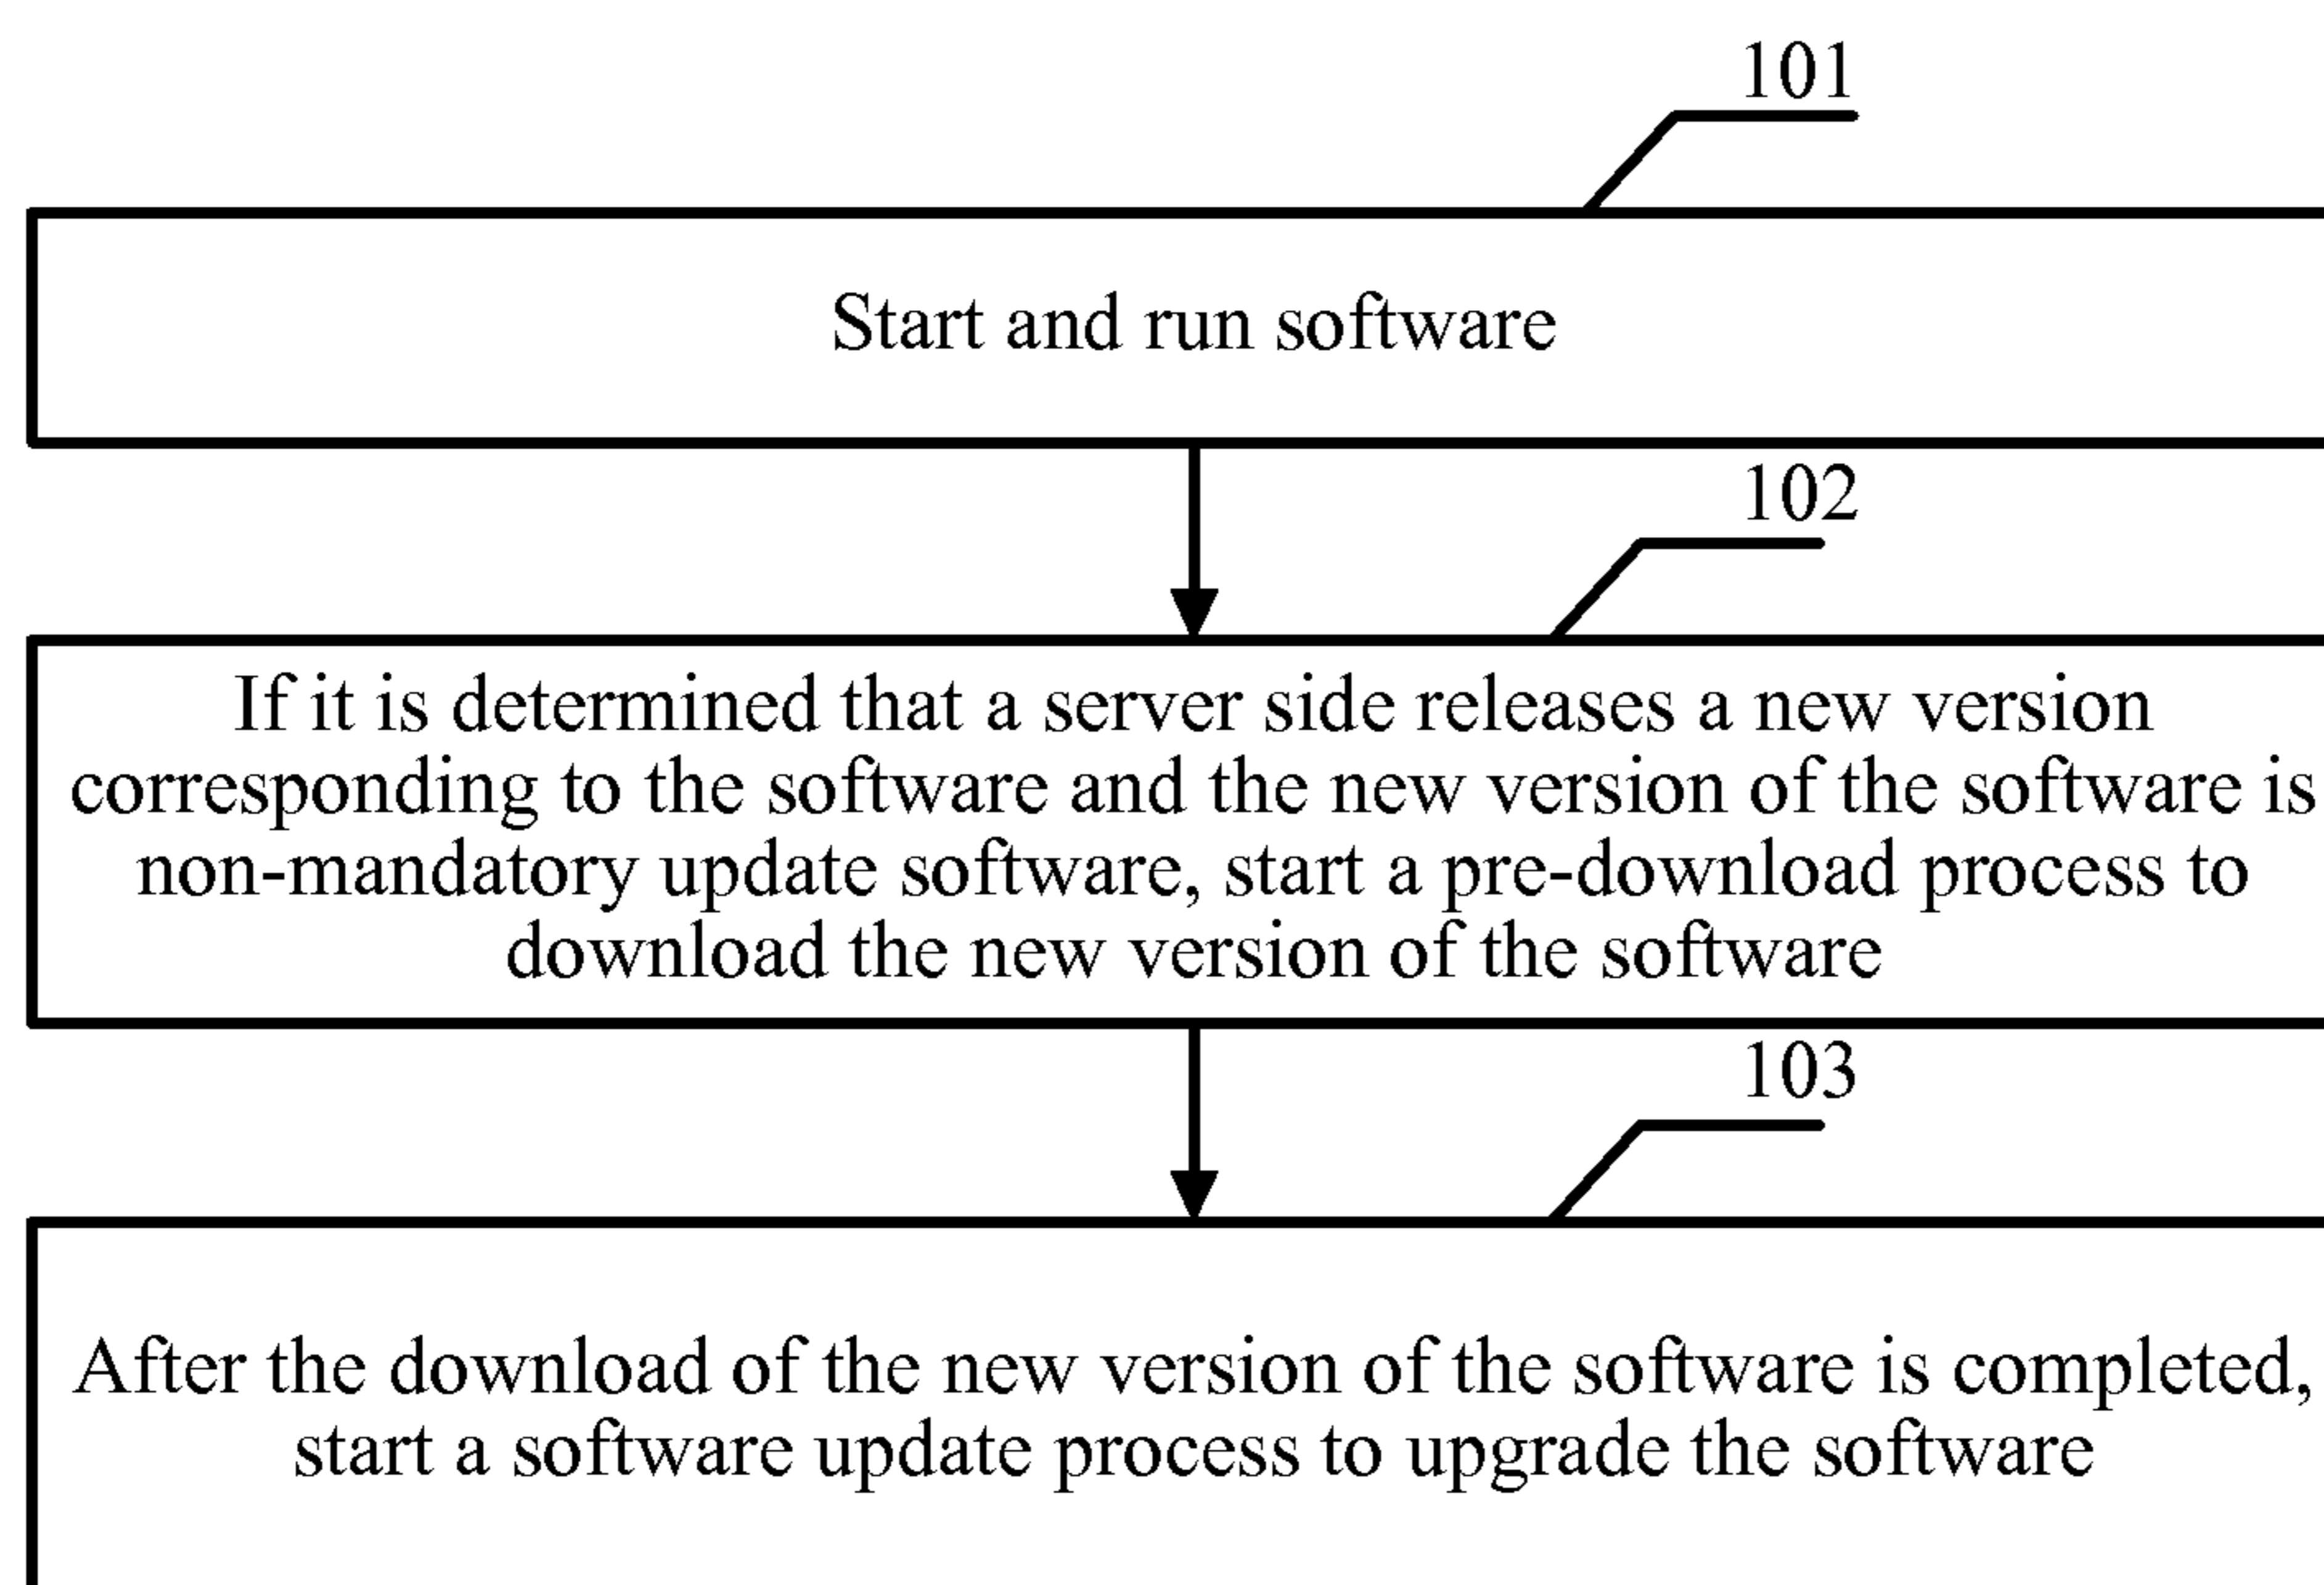 101
Start and run software
102
If it is determined that a server side releases a new version
corresponding to the software and the new version of the software is
non-mandatory update software, start a pre-download process to
download the new version of the software
103
After the download of the new version of the software is completed,
start a software update process to upgrade the software